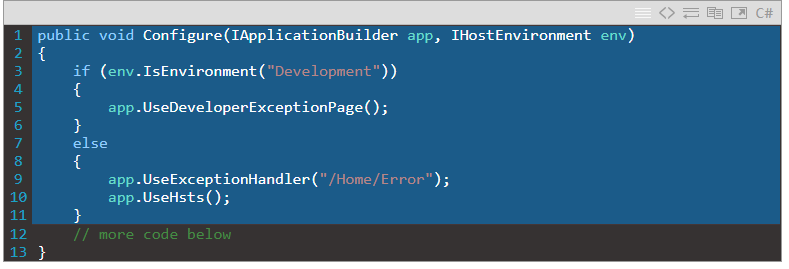 C#
1 public void Configure(IApplicationBuilder app, IHostEnvironment env)
2 {
3     if (env.IsEnvironment("Development"))
4     {
5         app.UseDeveloperExceptionPage();
6     }
7     else
8     {
9         app.UseExceptionHandler("/Home/Error");
10         app.UseHsts();
11     }
12     // more code below
13 }